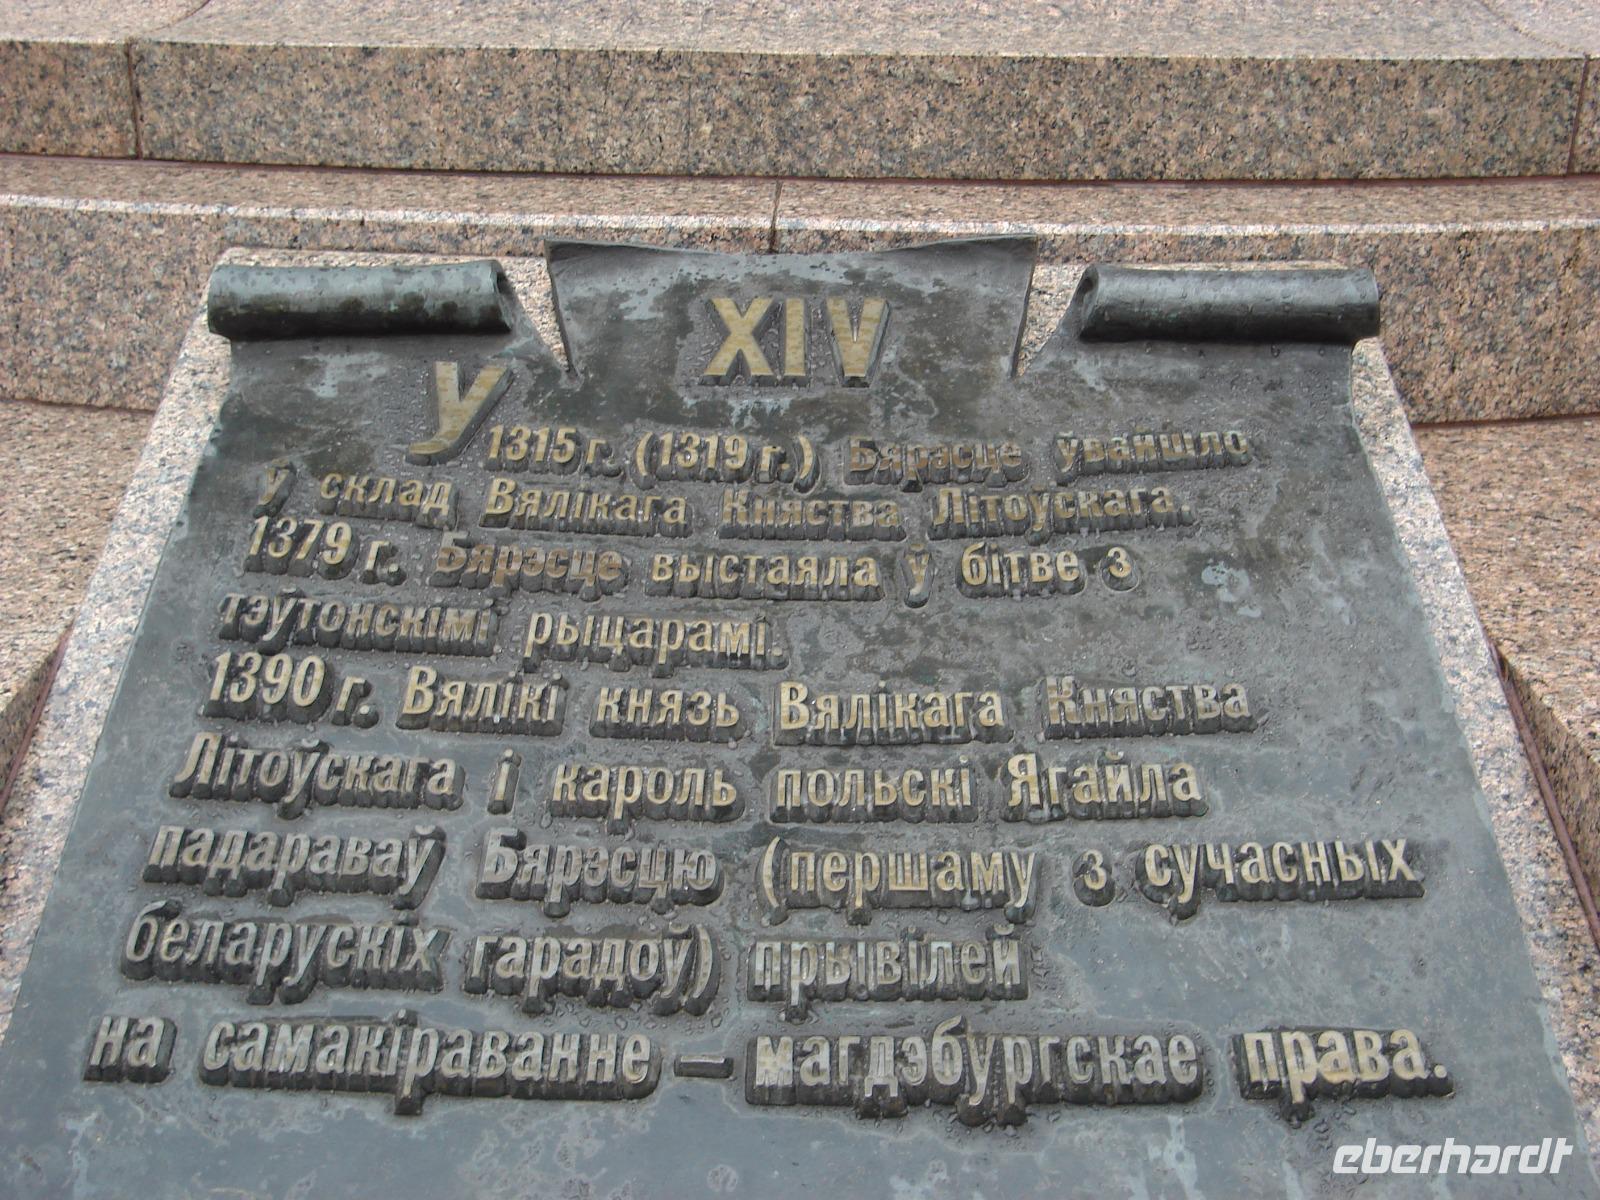 XIV
У 1315 г. (1319 г.) Бярэсце ўвайшло
ў склад Вялікага Княства Літоўскага.
1379 г. Бярэсце выстаяла ў бітве з
тэўтонскімі рыцарамі.
1390 г. Вялікі князь Вялікага Княства
Літоўскага і кароль польскі Ягайла
падараваў Бярэсцю (першаму з сучасных
беларускіх гарадоў) прывілей
на самакіраванне – магдэбургскае права.
eberhardt